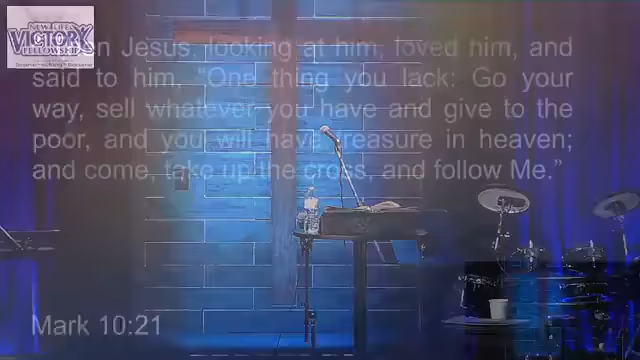 NEW LIFE
VICTORY
FELLOWSHIP
n Jesus, looking at him, loved him, and
said to him, “One thing you lack: Go your
way, sell whatever you have and give to the
poor, and you will have treasure in heaven;
and come, take up the cross, and follow Me.”
Mark 10:21